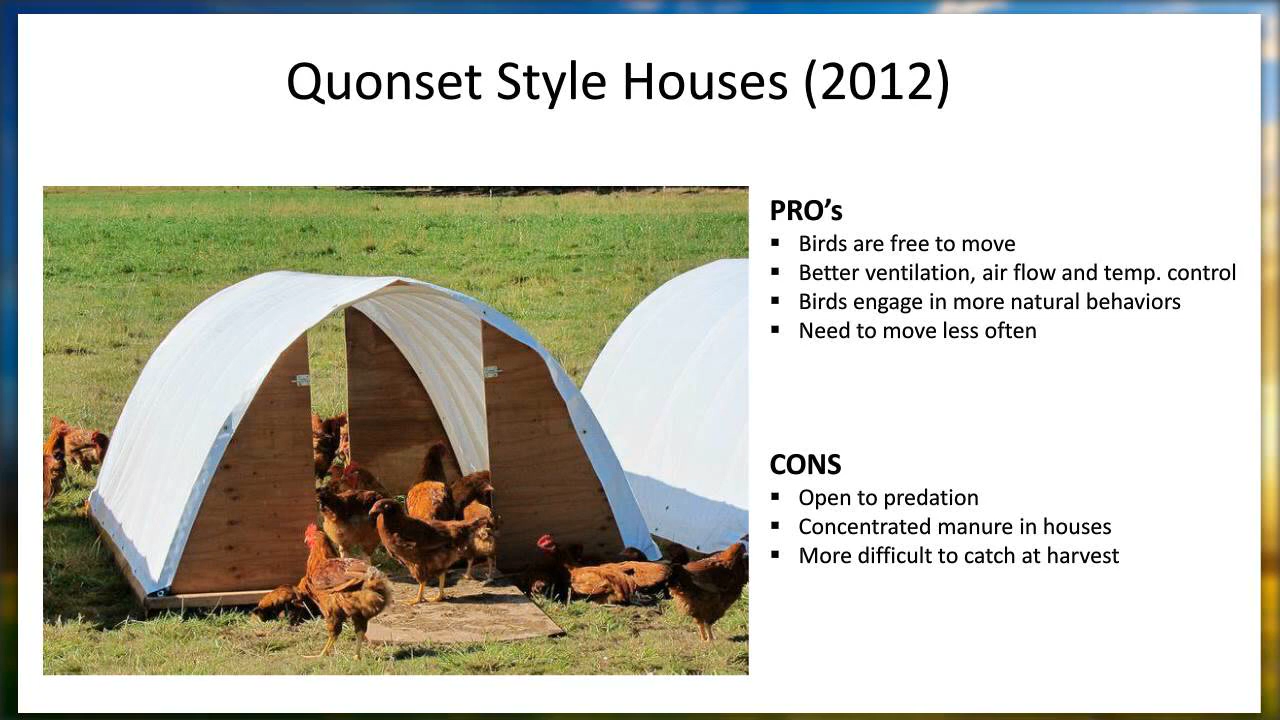 Quonset Style Houses (2012)
PRO’s
▪ Birds are free to move
▪ Better ventilation, air flow and temp. control
▪ Birds engage in more natural behaviors
▪ Need to move less often
CONS
▪ Open to predation
▪ Concentrated manure in houses
▪ More difficult to catch at harvest